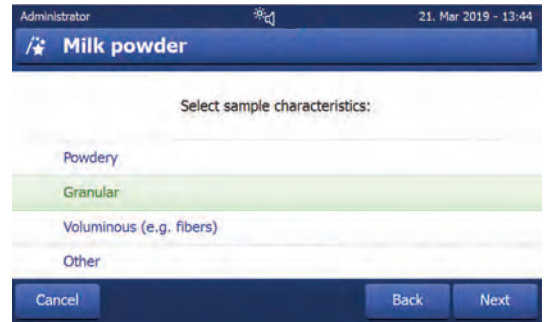 Administrator 21. Mar 2019 - 13:44
Milk powder
Select sample characteristics:
Powdery
Granular
Voluminous (e.g. fibers)
Other
Cancel Back Next